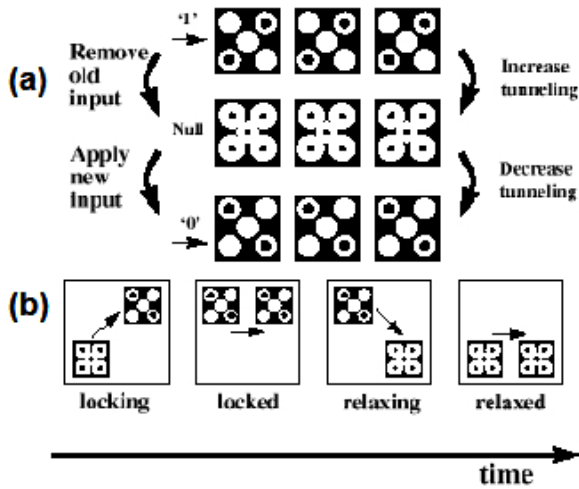 '1'
Remove
old
input
(a)
Increase
tunneling
Null
Apply
new
input
Decrease
tunneling
'0'
(b)
locking locked relaxing relaxed
time